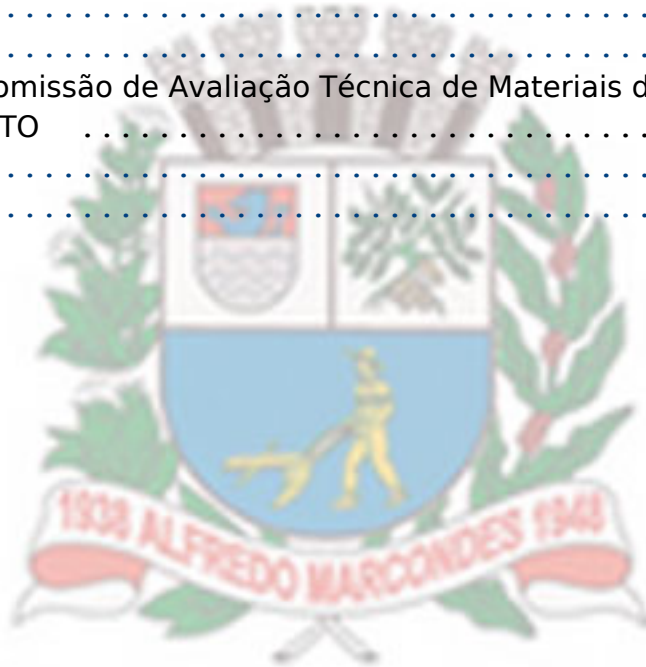 omissão de Avaliação Técnica de Materiais d
TO ................................
1938 ALFREDO MARCONDES 1948